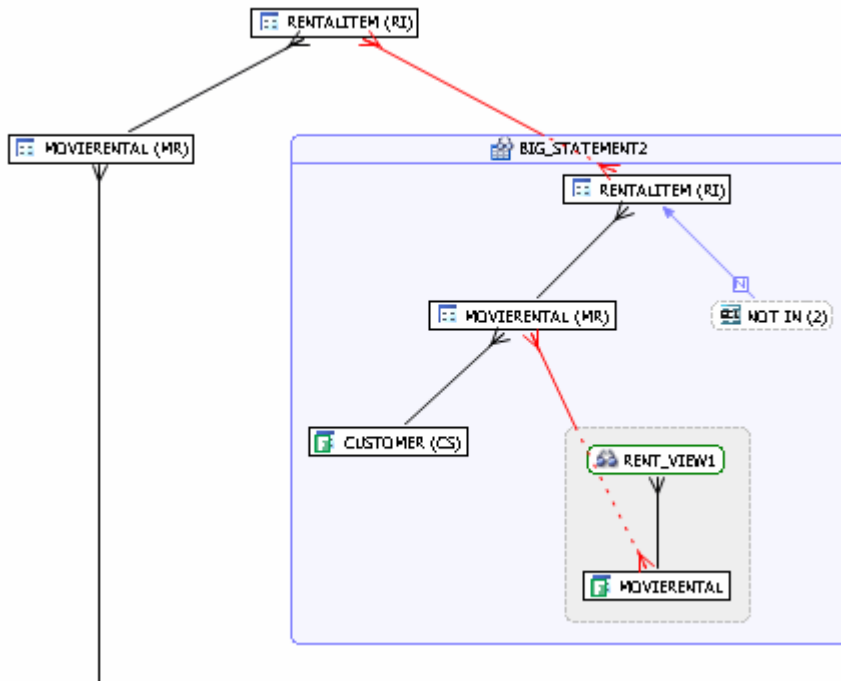 RENTALITEM (RI)
MOVIERENTAL (MR)
BIG_STATEMENT2
RENTALITEM (RI)
N
MOVIERENTAL (MR)
NOT IN (2)
CUSTOMER (CS)
RENT_VIEW1
MOVIERENTAL